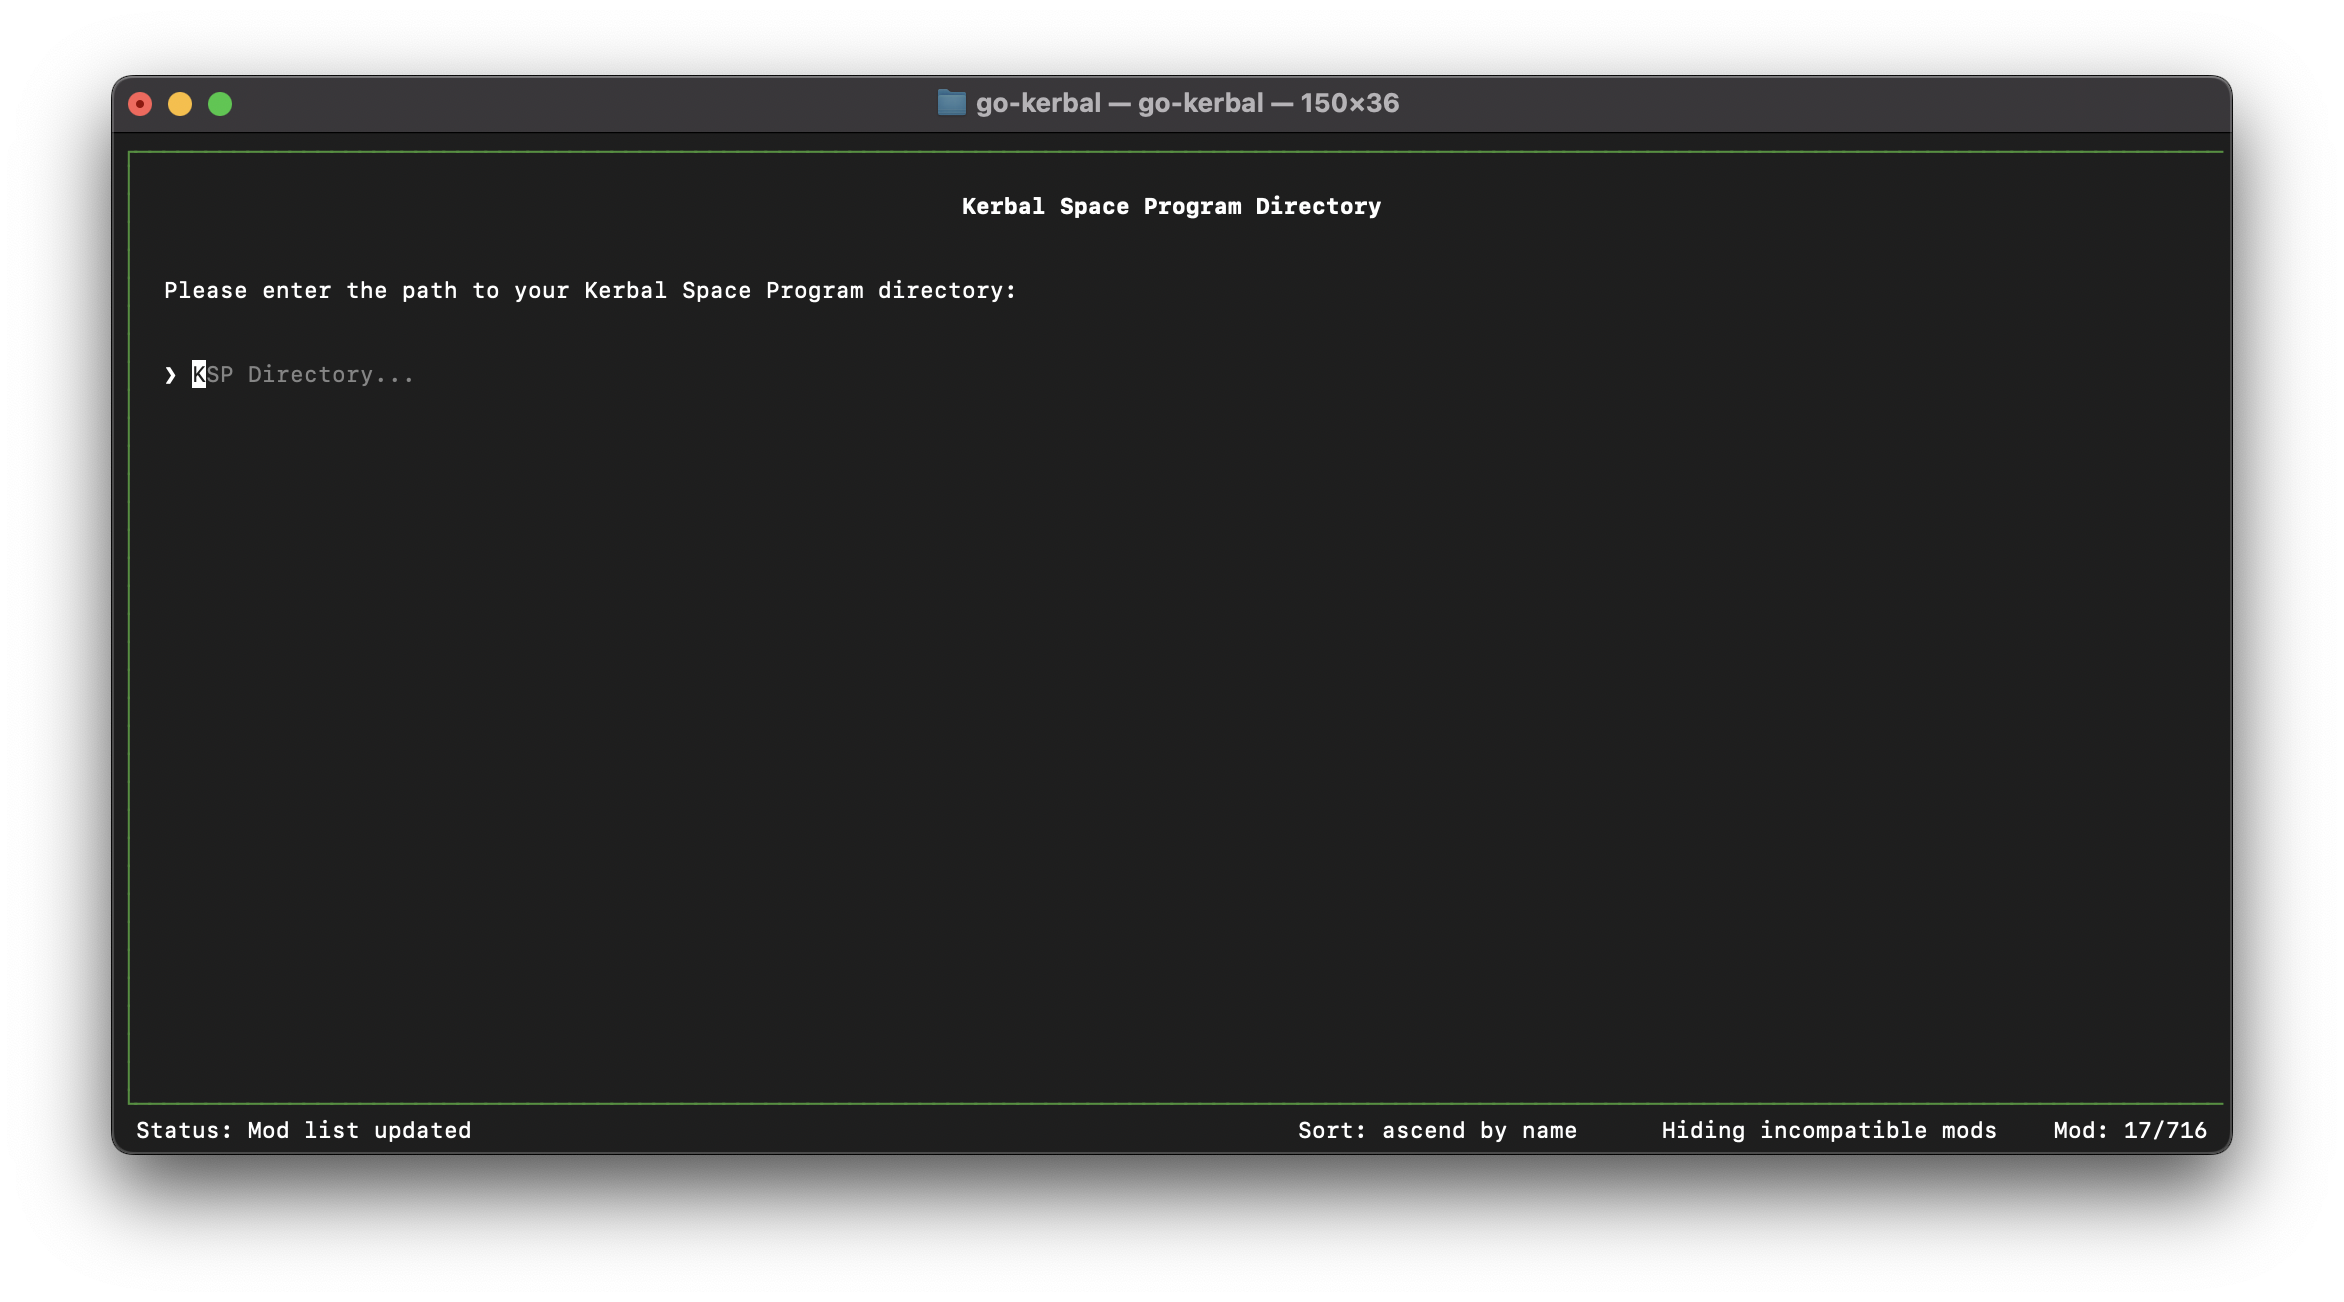 go-kerbal — go-kerbal — 150×36
Kerbal Space Program Directory
Please enter the path to your Kerbal Space Program directory:
❯ KSP Directory...
Status: Mod list updated Sort: ascend by name Hiding incompatible mods Mod: 17/716